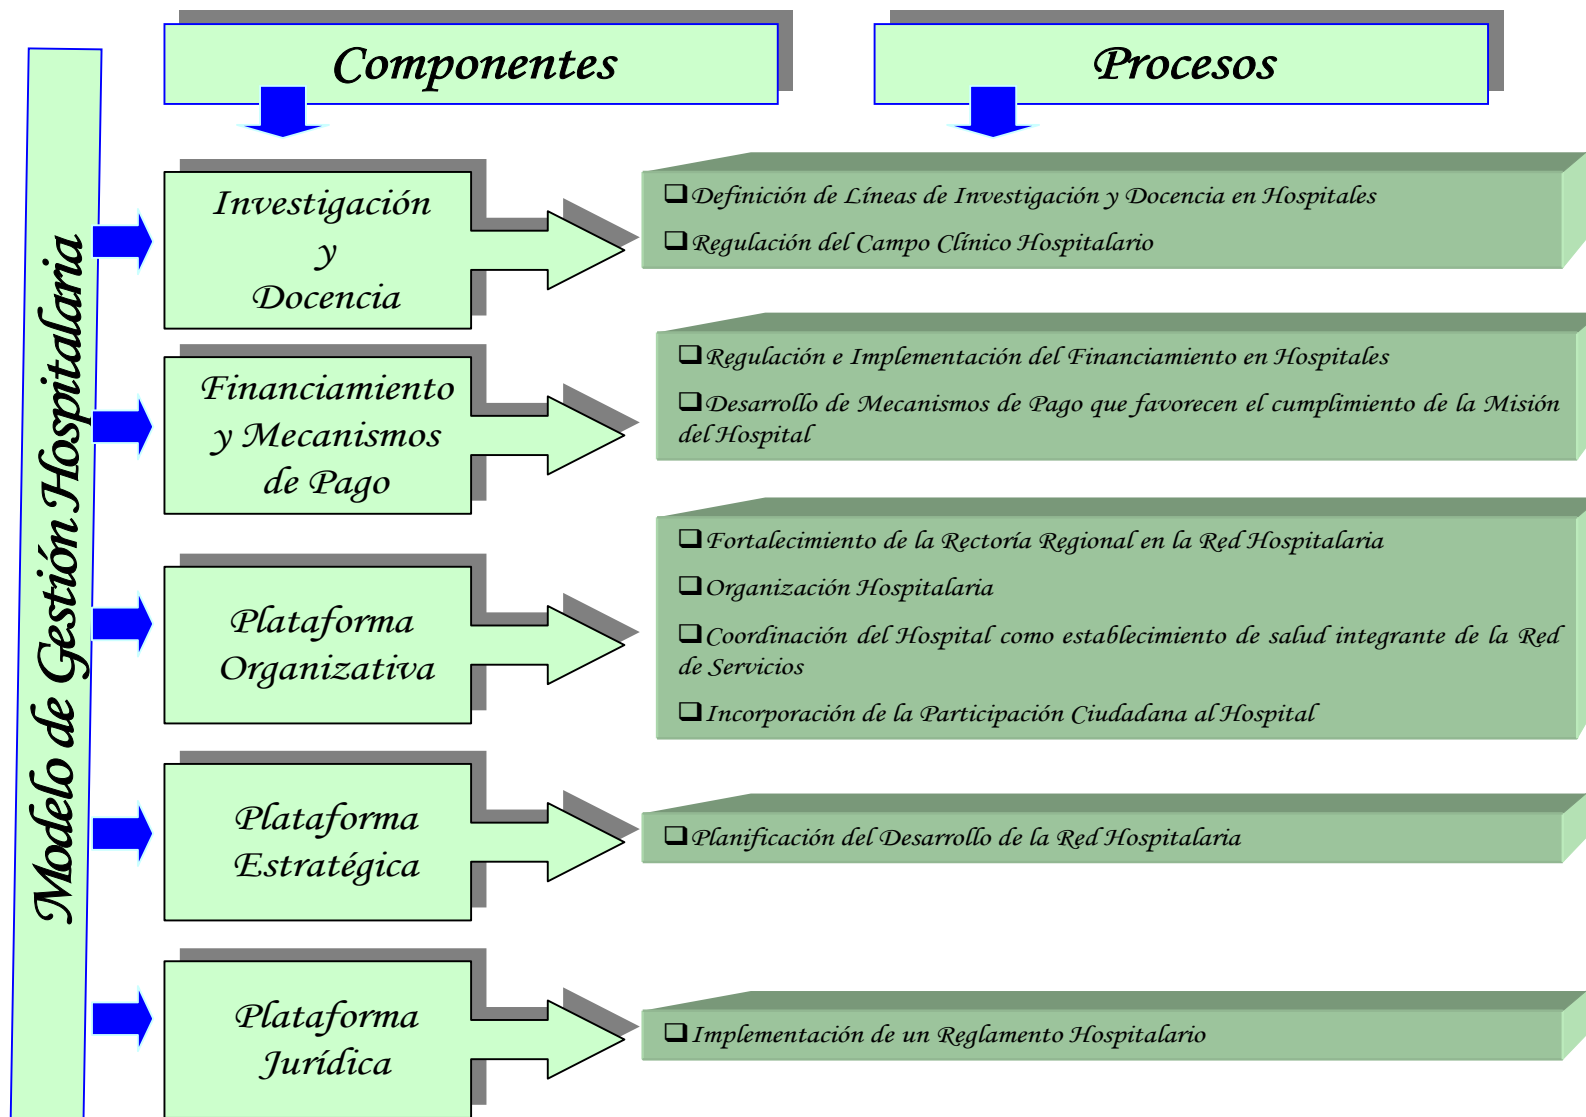 Componentes
Procesos
Modelo de Gestión Hospitalaria
Investigación
y
Docencia
❑Definición de Líneas de Investigación y Docencia en Hospitales
❑Regulación del Campo Clínico Hospitalario
Financiamiento
y Mecanismos
de Pago
❑Regulación e Implementación del Financiamiento en Hospitales
❑Desarrollo de Mecanismos de Pago que favorecen el cumplimiento de la Misión
del Hospital
Plataforma
Organizativa
❑Fortalecimiento de la Rectoría Regional en la Red Hospitalaria
❑Organización Hospitalaria
❑Coordinación del Hospital como establecimiento de salud integrante de la Red
de Servicios
❑Incorporación de la Participación Ciudadana al Hospital
Plataforma
Estratégica
❑Planificación del Desarrollo de la Red Hospitalaria
Plataforma
Jurídica
❑Implementación de un Reglamento Hospitalario